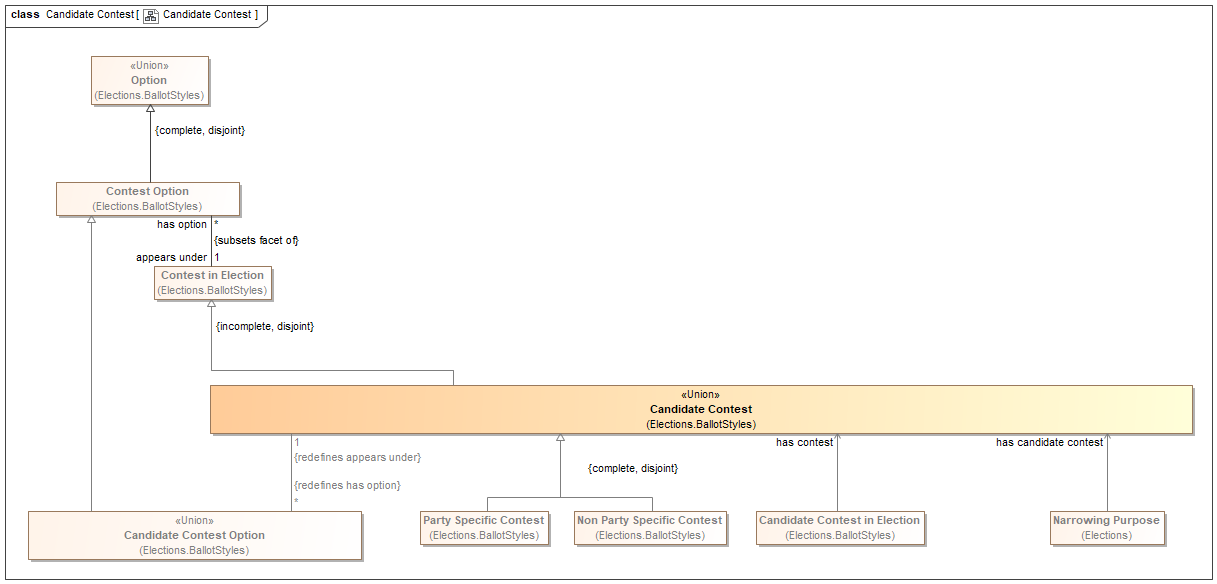 class Candidate Contest [ Candidate Contest ]
«Union»
Option
(Elections.BallotStyles)
{complete, disjoint}
Contest Option
(Elections.BallotStyles)
has option *
{subsets facet of}
appears under 1
Contest in Election
(Elections.BallotStyles)
{incomplete, disjoint}
«Union»
Candidate Contest
(Elections.BallotStyles)
1
{redefines appears under}
{redefines has option}
*
{complete, disjoint}
has contest
has candidate contest
«Union»
Candidate Contest Option
(Elections.BallotStyles)
Party Specific Contest
(Elections.BallotStyles)
Non Party Specific Contest
(Elections.BallotStyles)
Candidate Contest in Election
(Elections.BallotStyles)
Narrowing Purpose
(Elections)